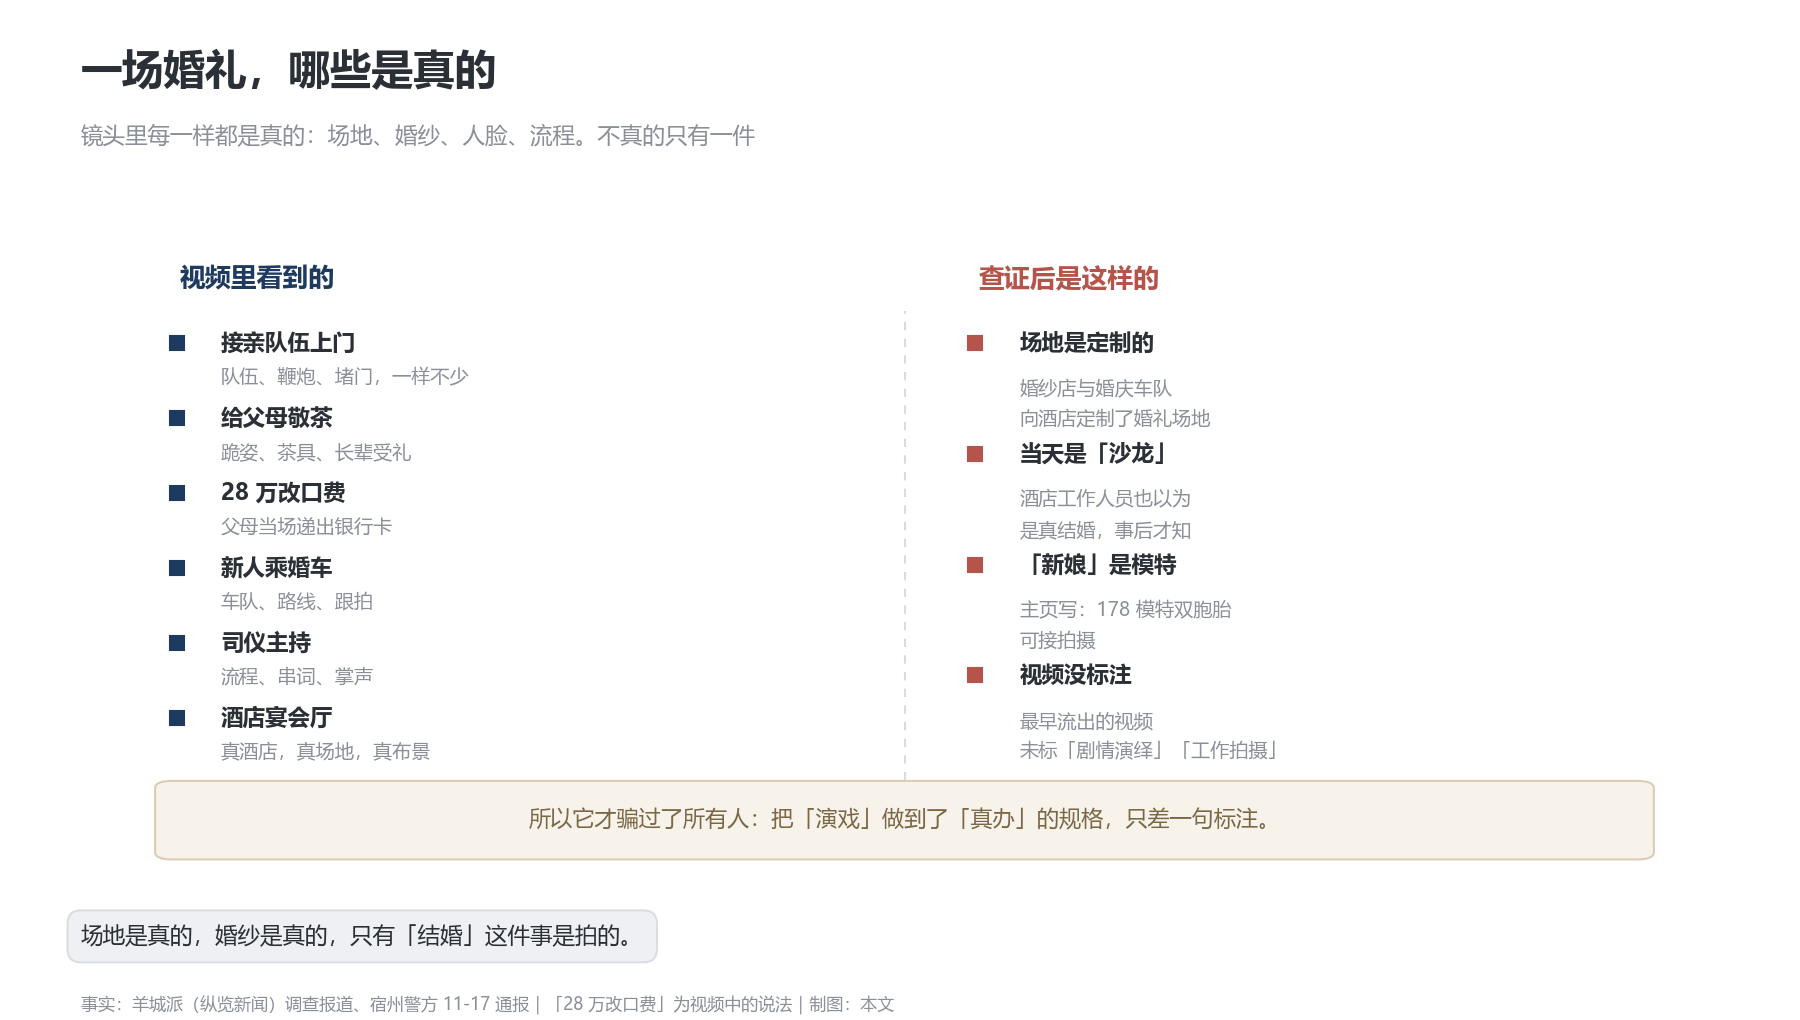 一场婚礼，哪些是真的
镜头里每一样都是真的：场地、婚纱、人脸、流程。不真的只有一件
视频里看到的
接亲队伍上门
队伍、鞭炮、堵门，一样不少
给父母敬茶
跪姿、茶具、长辈受礼
28 万改口费
父母当场递出银行卡
新人乘婚车
车队、路线、跟拍
司仪主持
流程、串词、掌声
酒店宴会厅
真酒店，真场地，真布景
查证后是这样的
场地是定制的
婚纱店与婚庆车队
向酒店定制了婚礼场地
当天是「沙龙」
酒店工作人员也以为
是真结婚，事后才知
「新娘」是模特
主页写：178 模特双胞胎
可接拍摄
视频没标注
最早流出的视频
未标「剧情演绎」「工作拍摄」
所以它才骗过了所有人：把「演戏」做到了「真办」的规格，只差一句标注。
场地是真的，婚纱是真的，只有「结婚」这件事是拍的。
事实：羊城派（纵览新闻）调查报道、宿州警方 11-17 通报 | 「28 万改口费」为视频中的说法 | 制图：本文